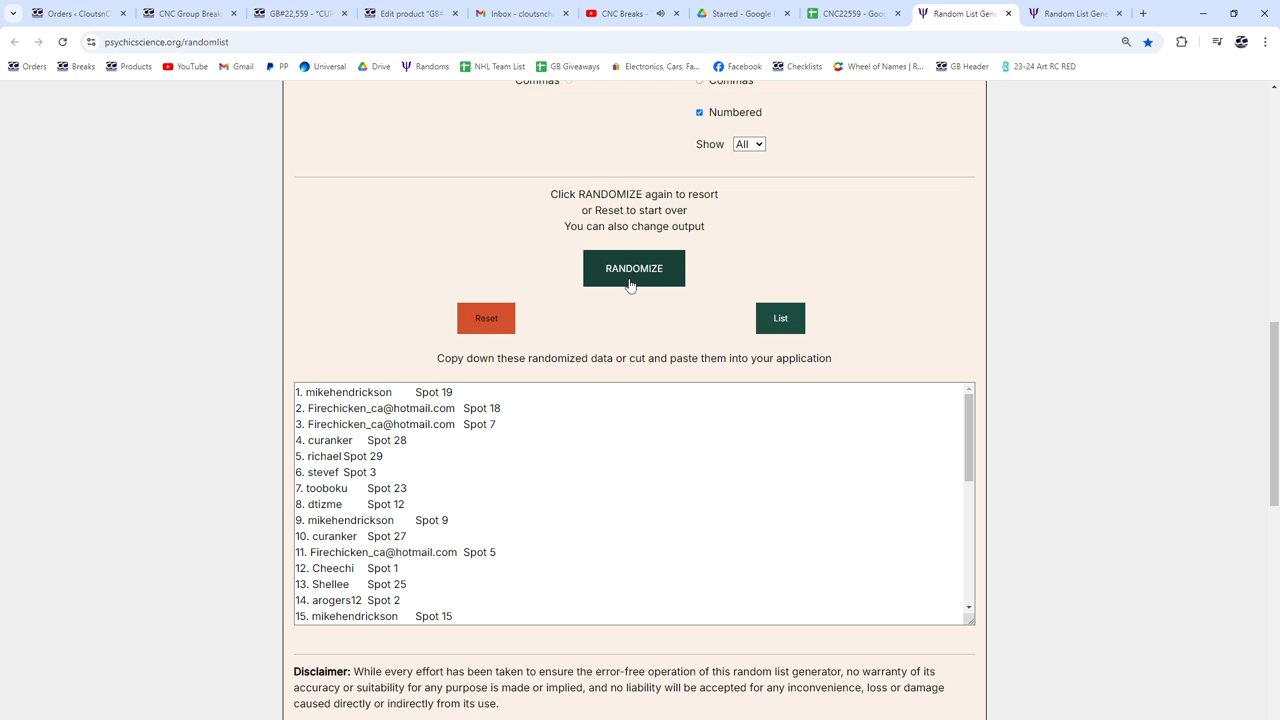 Orders ‹ CloutsnC
CNC Group Break
GB#22,559 - "CUR
Edit product "GB#
Inbox - cloutsnch
CNC Breaks -
Starred - Google
CNC22559 - Goo
Random List Gene
Random List Gene
psychicscience.org/randomlist
Orders
Breaks
Products
YouTube
Gmail
PP
Universal
Drive
Randoms
NHL Team List
GB Giveaways
Electronics, Cars, Fa...
Facebook
Checklists
Wheel of Names | R...
GB Header
23-24 Art RC RED
Commas
Commas
Numbered
Show All
Click RANDOMIZE again to resort
or Reset to start over
You can also change output
RANDOMIZE
Reset
List
Copy down these randomized data or cut and paste them into your application
1. mikehendrickson Spot 19
2. Firechicken_ca@hotmail.com Spot 18
3. Firechicken_ca@hotmail.com Spot 7
4. curanker Spot 28
5. richael Spot 29
6. stevef Spot 3
7. tooboku Spot 23
8. dtizme Spot 12
9. mikehendrickson Spot 9
10. curanker Spot 27
11. Firechicken_ca@hotmail.com Spot 5
12. Cheechi Spot 1
13. Shellee Spot 25
14. arogers12 Spot 2
15. mikehendrickson Spot 15
Disclaimer: While every effort has been taken to ensure the error-free operation of this random list generator, no warranty of its
accuracy or suitability for any purpose is made or implied, and no liability will be accepted for any inconvenience, loss or damage
caused directly or indirectly from its use.